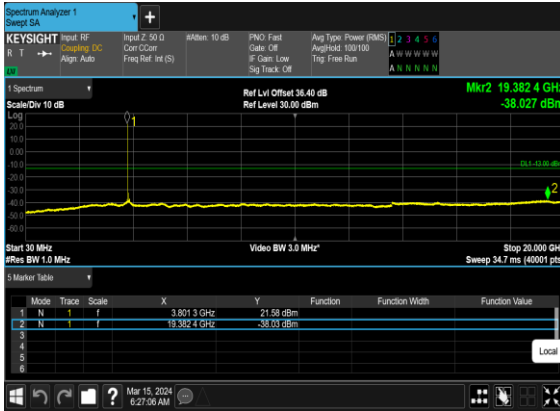 Spectrum Analyzer 1
Swept SA
+
KEYSIGHT
R T
LV
Input: RF
Coupling: DC
Align: Auto
Input Z: 50 Ω
Corr CCorr
Freq Ref: Int (S)
#Atten: 10 dB
PNO: Fast
Gate: Off
IF Gain: Low
Sig Track: Off
Avg Type: Power (RMS)
Avg|Hold: 100/100
Trig: Free Run
1 2 3 4 5 6
A W W W W W
A N N N N N
1 Spectrum
Scale/Div 10 dB
Ref Lvl Offset 36.40 dB
Ref Level 30.00 dBm
Mkr2 19.382 4 GHz
-38.027 dBm
Log
20.0
10.0
0.00
-10.0
-20.0
-30.0
-40.0
-50.0
-60.0
1
DL1 -13.00 dBm
2
Start 30 MHz
#Res BW 1.0 MHz
Video BW 3.0 MHz*
Stop 20.000 GHz
Sweep 34.7 ms (40001 pts)
5 Marker Table
Mode Trace Scale X Y Function Function Width Function Value
1 N 1 f 3.801 3 GHz 21.58 dBm
2 N 1 f 19.382 4 GHz -38.03 dBm
3
4
5
6
Local
?
Mar 15, 2024
6:27:06 AM